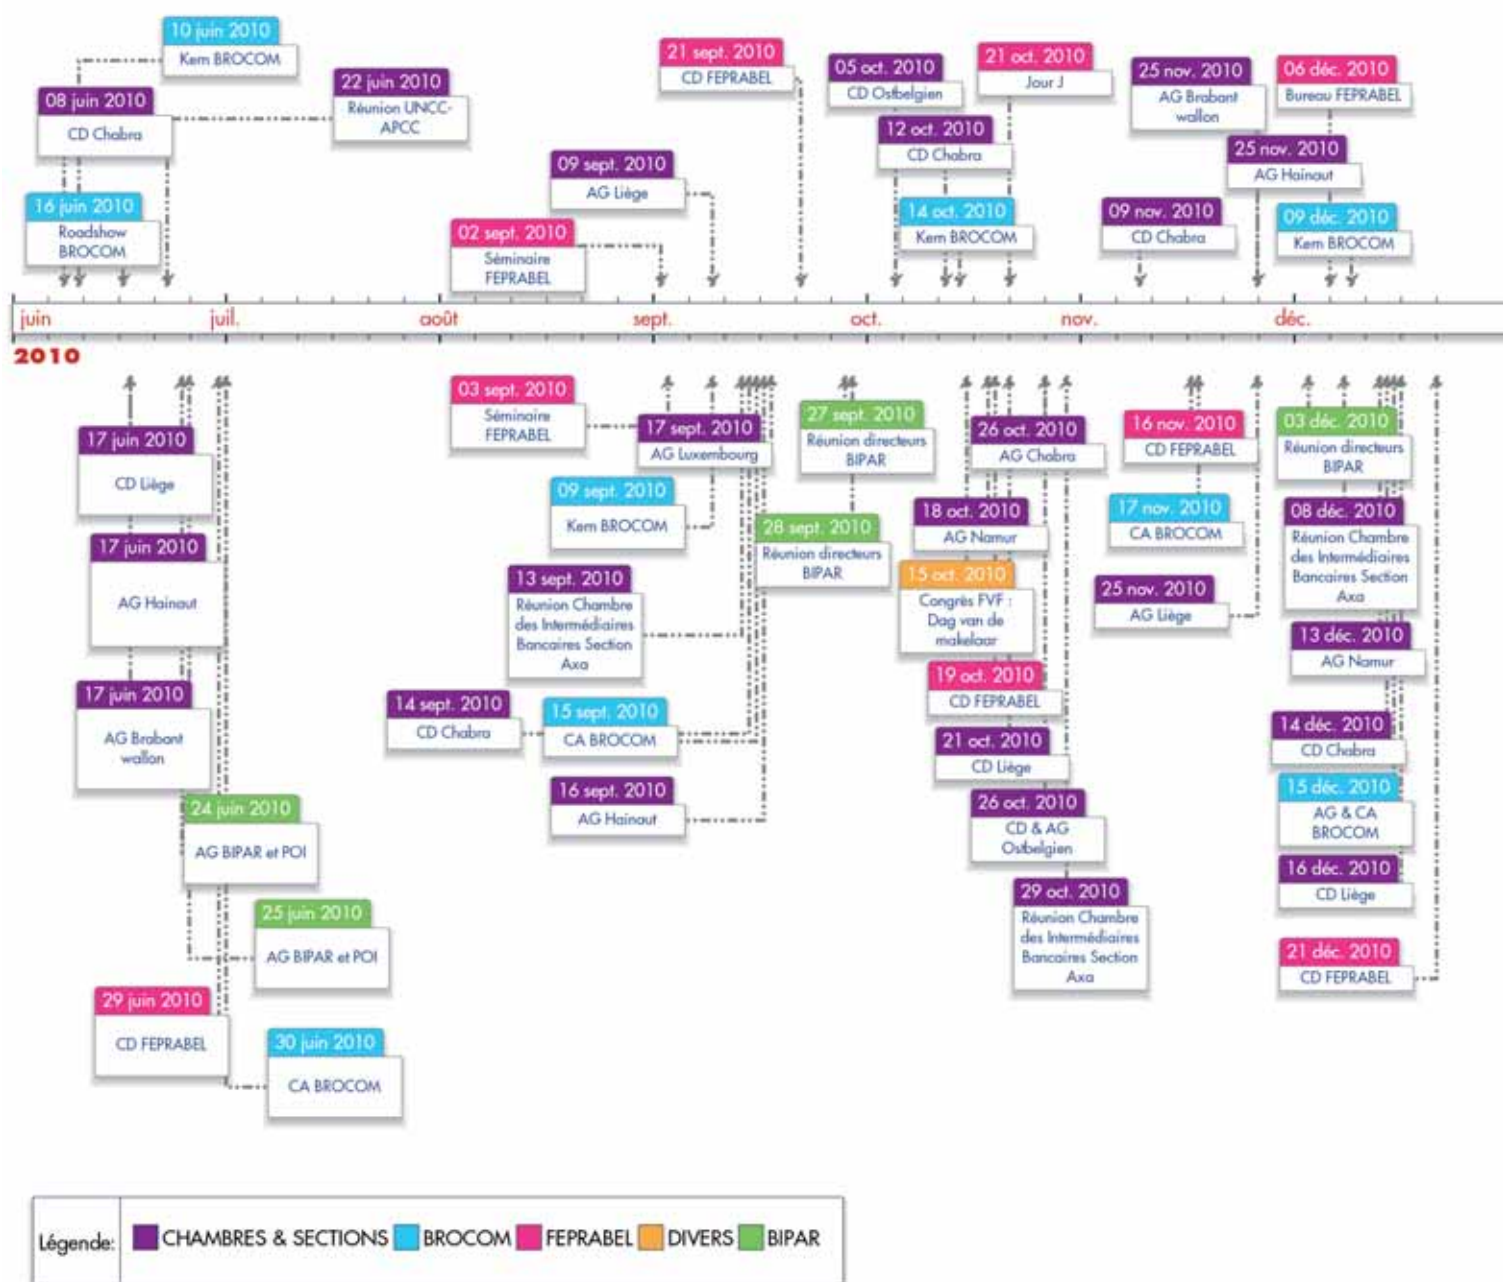 10 juin 2010
Kern BROCOM
08 juin 2010
CD Chabra
22 juin 2010
Réunion UNCC-
APCC
16 juin 2010
Roadshow
BROCOM
21 sept. 2010
CD FEPRABEL
09 sept. 2010
AG Liège
02 sept. 2010
Séminaire
FEPRABEL
05 oct. 2010
CD Ostbelgien
21 oct. 2010
Jour J
12 oct. 2010
CD Chabra
14 oct. 2010
Kern BROCOM
25 nov. 2010
AG Brabant
wallon
06 déc. 2010
Bureau FEPRABEL
25 nov. 2010
AG Hainaut
09 nov. 2010
CD Chabra
09 déc. 2010
Kern BROCOM
juin juil. août sept. oct. nov. déc.
2010
17 juin 2010
CD Liège
17 juin 2010
AG Hainaut
17 juin 2010
AG Brabant
wallon
24 juin 2010
AG BIPAR et POI
25 juin 2010
AG BIPAR et POI
29 juin 2010
CD FEPRABEL
30 juin 2010
CA BROCOM
03 sept. 2010
Séminaire
FEPRABEL
17 sept. 2010
AG Luxembourg
09 sept. 2010
Kern BROCOM
13 sept. 2010
Réunion Chambre
des Intermédiaires
Bancaires Section
Axa
14 sept. 2010
CD Chabra
15 sept. 2010
CA BROCOM
16 sept. 2010
AG Hainaut
27 sept. 2010
Réunion directeurs
BIPAR
28 sept. 2010
Réunion directeurs
BIPAR
26 oct. 2010
AG Chabra
18 oct. 2010
AG Namur
15 oct. 2010
Congrès FVF :
Dag van de
makelaar
19 oct. 2010
CD FEPRABEL
21 oct. 2010
CD Liège
26 oct. 2010
CD & AG
Ostbelgien
29 oct. 2010
Réunion Chambre
des Intermédiaires
Bancaires Section
Axa
16 nov. 2010
CD FEPRABEL
17 nov. 2010
CA BROCOM
25 nov. 2010
AG Liège
03 déc. 2010
Réunion directeurs
BIPAR
08 déc. 2010
Réunion Chambre
des Intermédiaires
Bancaires Section
Axa
13 déc. 2010
AG Namur
14 déc. 2010
CD Chabra
15 déc. 2010
AG & CA
BROCOM
16 déc. 2010
CD Liège
21 déc. 2010
CD FEPRABEL
Légende: CHAMBRES & SECTIONS BROCOM FEPRABEL DIVERS BIPAR